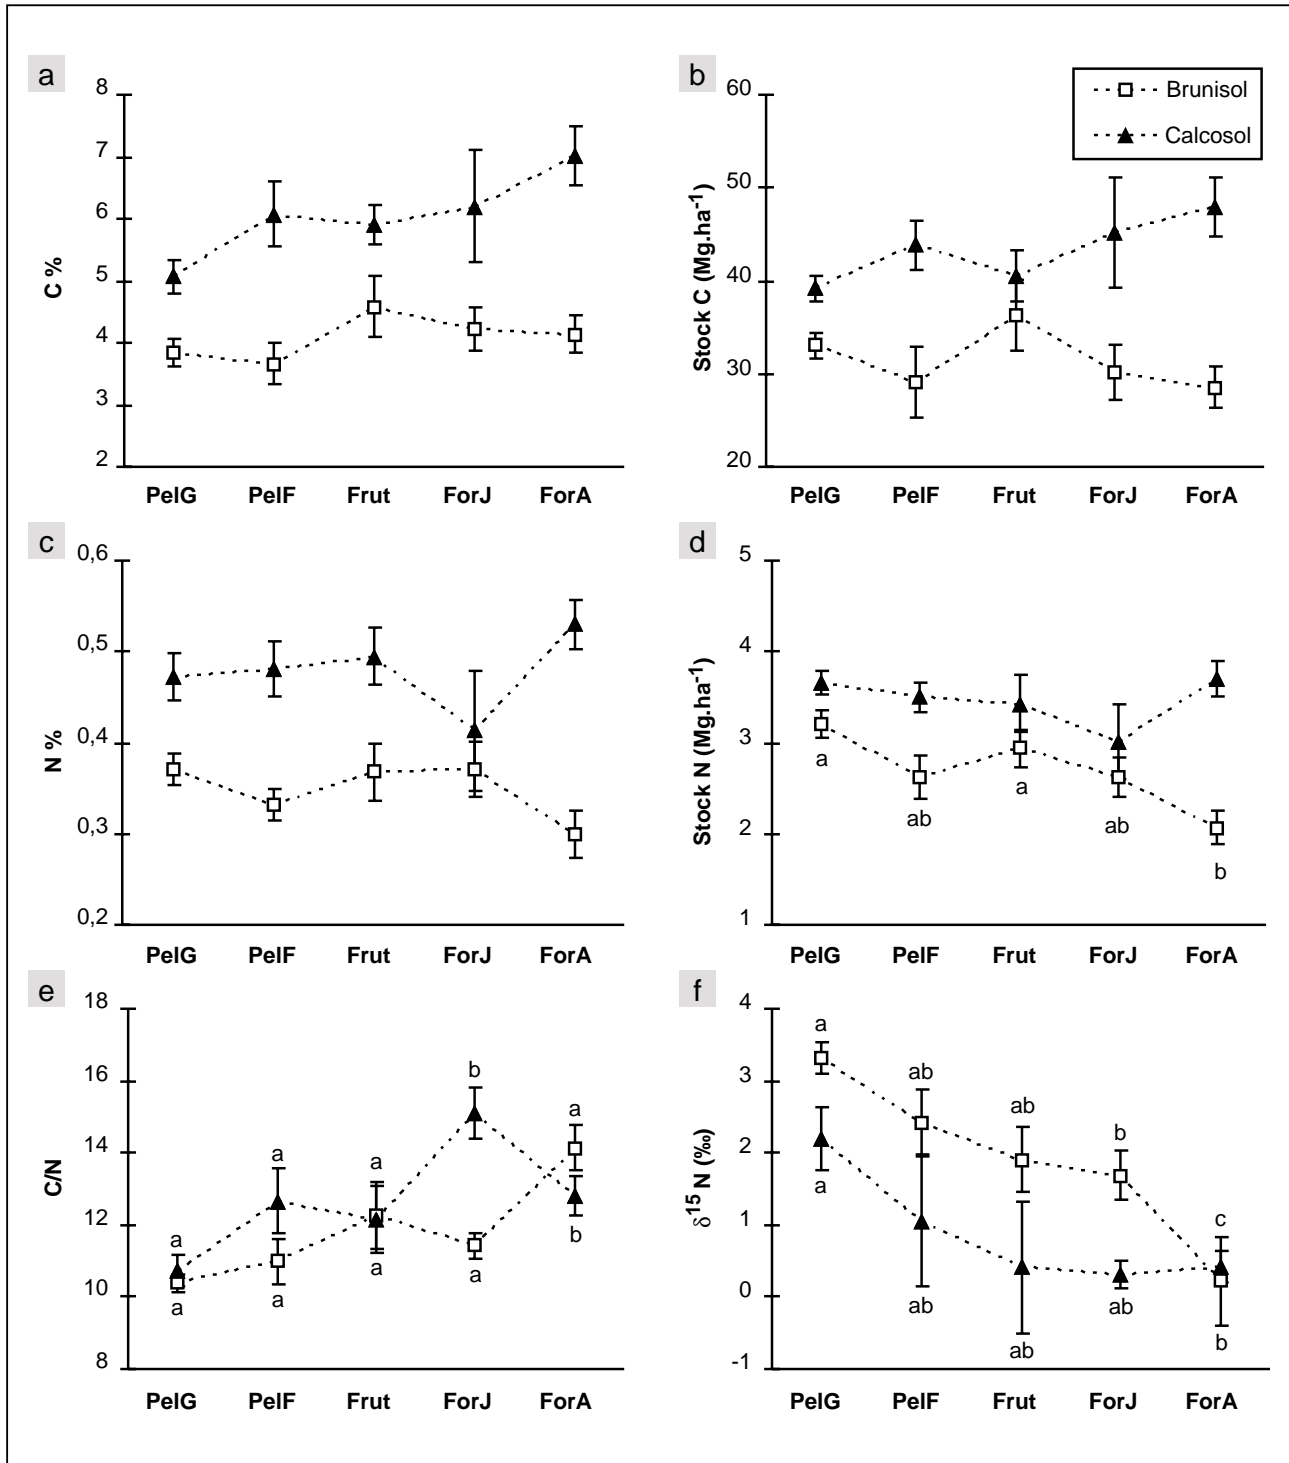 a
8
7
6
5
4
3
2
C %
PelG PelF Frut ForJ ForA
b
60
50
40
30
20
Stock C (Mg.ha⁻¹)
Brunisol
Calcosol
PelG PelF Frut ForJ ForA
c
0,6
0,5
0,4
0,3
0,2
N %
PelG PelF Frut ForJ ForA
d
5
4
3
2
1
Stock N (Mg.ha⁻¹)
a
ab
a
ab
b
PelG PelF Frut ForJ ForA
e
18
16
14
12
10
8
C/N
a a a b a
a a a a b
PelG PelF Frut ForJ ForA
f
4
3
2
1
0
-1
δ¹⁵ N (‰)
a ab ab b c
a ab ab ab b
PelG PelF Frut ForJ ForA